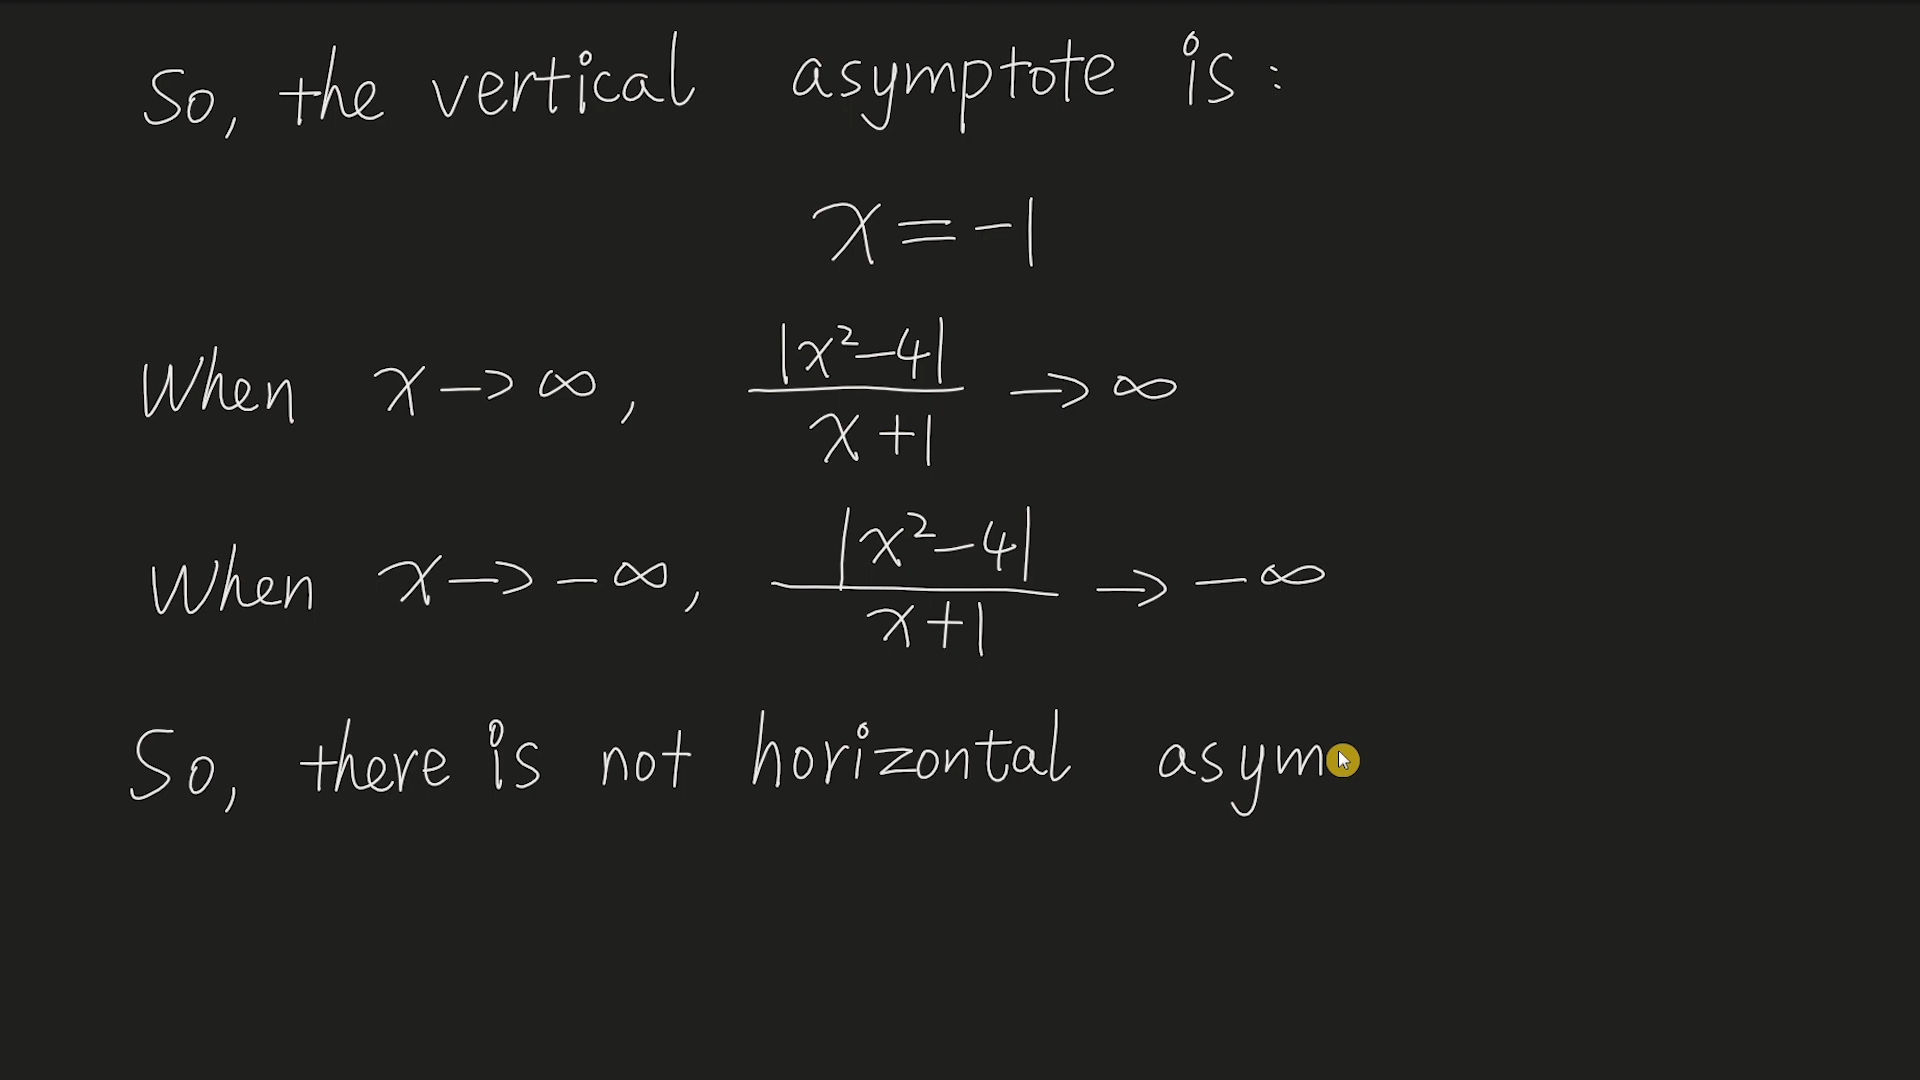 So, the vertical asymptote is:
x = -1
When x → ∞, |x² - 4| / x + 1 → ∞
When x → -∞, |x² - 4| / x + 1 → -∞
So, there is not horizontal asym